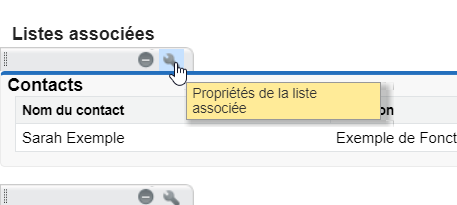 Listes associées
Contacts
Propriétés de la liste
associée
Nom du contact
Sarah Exemple
Exemple de Fonct